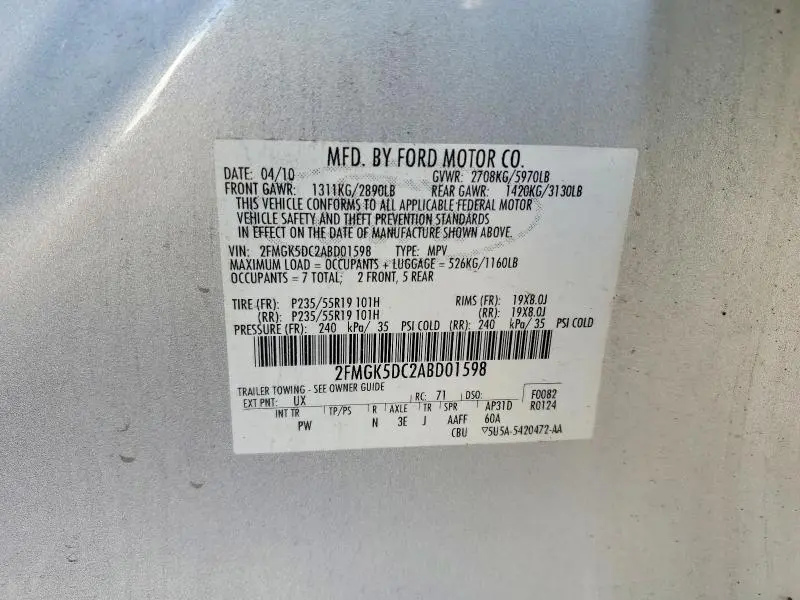 MFD. BY FORD MOTOR CO.
DATE: 04/10 GVWR: 2708KG/5970LB
FRONT GAWR: 1311KG/2890LB REAR GAWR: 1420KG/3130LB
THIS VEHICLE CONFORMS TO ALL APPLICABLE FEDERAL MOTOR
VEHICLE SAFETY AND THEFT PREVENTION STANDARDS
IN EFFECT ON THE DATE OF MANUFACTURE SHOWN ABOVE.
VIN: 2FMGK5DC2ABD01598 TYPE: MPV
MAXIMUM LOAD = OCCUPANTS + LUGGAGE = 526KG/1160LB
OCCUPANTS = 7 TOTAL; 2 FRONT, 5 REAR
TIRE (FR): P235/55R19 101H RIMS (FR): 19X8.0J
(RR): P235/55R19 101H (RR): 19X8.0J
PRESSURE (FR): 240 kPa/ 35 PSI COLD (RR): 240 kPa/ 35 PSI COLD
2FMGK5DC2ABD01598
TRAILER TOWING - SEE OWNER GUIDE
EXT PNT: UX RC: 71 DSO: F0082
INT TR TP/PS R AXLE TR SPR AP31D R0124
PW N 3E J AAFF 60A
CBU ▽5U5A-5420472-AA